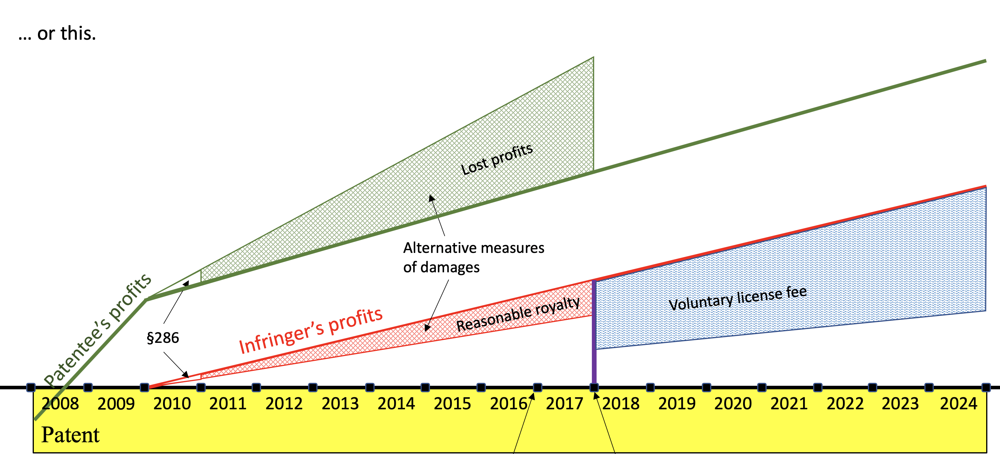 ... or this.
Lost profits
Alternative measures
of damages
Patentee's profits
§286
Infringer's profits
Reasonable royalty
Voluntary license fee
2008 2009 2010 2011 2012 2013 2014 2015 2016 2017 2018 2019 2020 2021 2022 2023 2024
Patent